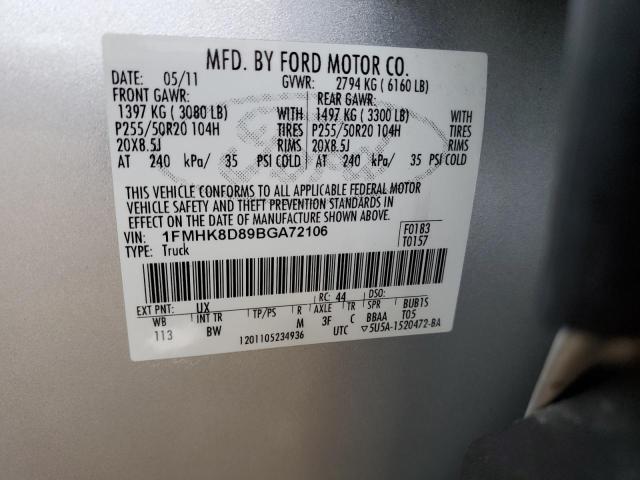 MFD. BY FORD MOTOR CO.
DATE: 05/11 GVWR: 2794 KG ( 6160 LB)
FRONT GAWR: REAR GAWR:
1397 KG ( 3080 LB) 1497 KG ( 3300 LB)
P255/50R20 104H TIRES P255/50R20 104H TIRES
20X8.5J RIMS 20X8.5J RIMS
AT 240 kPa/ 35 PSI COLD AT 240 kPa/ 35 PSI COLD
Ford
THIS VEHICLE CONFORMS TO ALL APPLICABLE FEDERAL MOTOR
VEHICLE SAFETY AND THEFT PREVENTION STANDARDS IN
EFFECT ON THE DATE OF MANUFACTURE SHOWN ABOVE.
VIN: 1FMHK8D89BGA72106 F0183
TYPE: Truck T0157
RC: 44 DSO:
EXT PNT: UX
WB INT TR TP/PS R AXLE TR SPR BUB1S
113 BW M 3F C BBAA T05
1201105234936 UTC ▽5U5A-1520472-BA